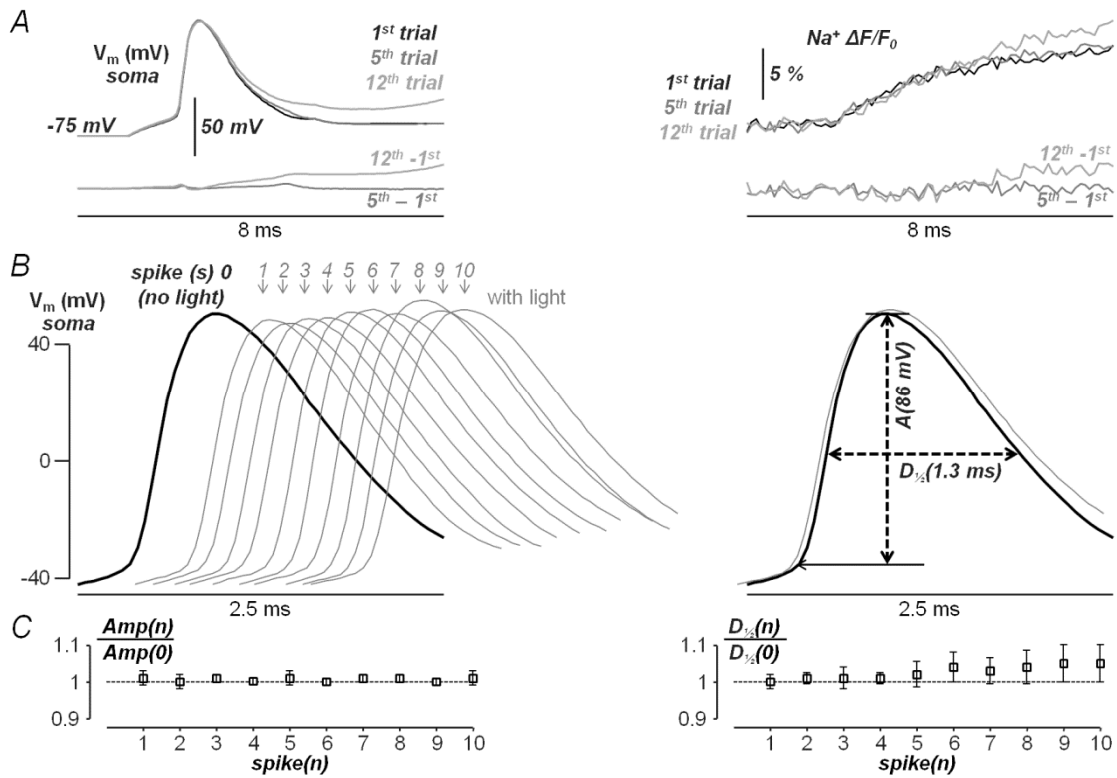 A
V_m (mV)
soma
1st trial
5th trial
12th trial
-75 mV
50 mV
12th -1st
5th – 1st
8 ms
Na+ ΔF/F0
5 %
1st trial
5th trial
12th trial
12th -1st
5th – 1st
8 ms
B
spike (s) 0
(no light)
1 2 3 4 5 6 7 8 9 10
with light
V_m (mV)
soma
40
0
-40
2.5 ms
A(86 mV)
D½(1.3 ms)
2.5 ms
C
Amp(n)
Amp(0)
1.1
1
0.9
1 2 3 4 5 6 7 8 9 10
spike(n)
D½(n)
D½(0)
1.1
1
0.9
1 2 3 4 5 6 7 8 9 10
spike(n)